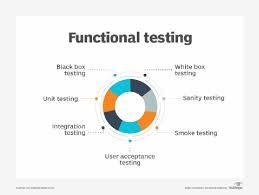 Functional testing
Black box
testing
White box
testing
Unit testing
Sanity testing
Integration
testing
Smoke testing
User acceptance
testing